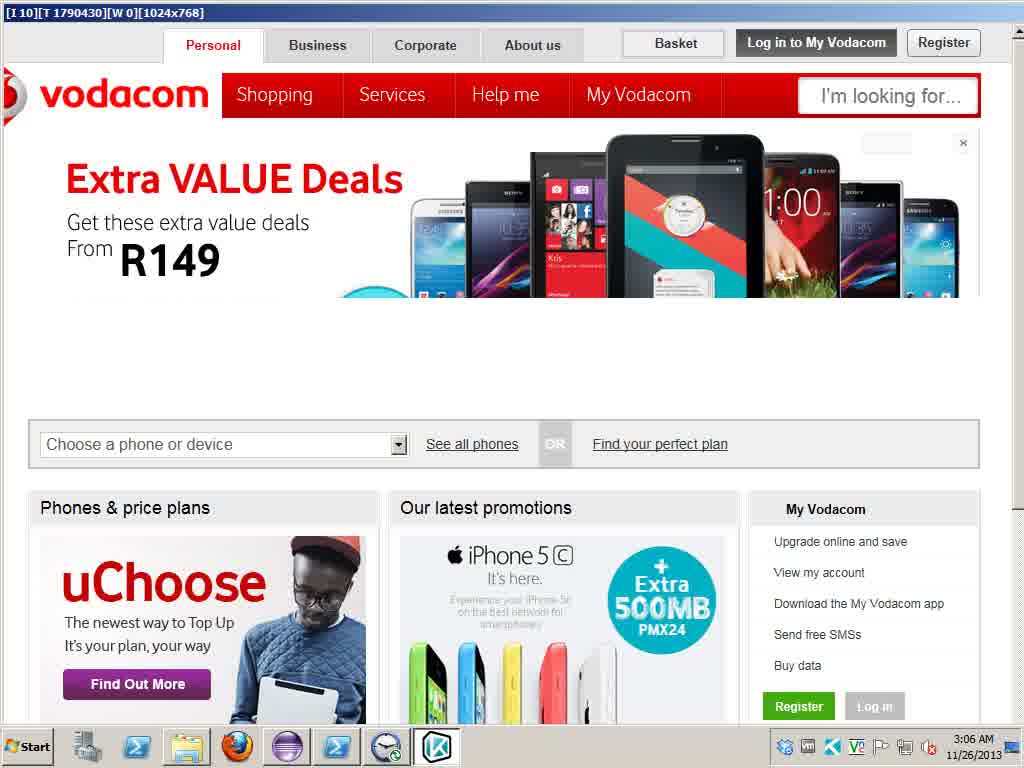 [I 10][T 1790430][W 0][1024x768]
Personal
Business
Corporate
About us
Basket
Log in to My Vodacom
Register
vodacom
Shopping
Services
Help me
My Vodacom
I'm looking for...
Extra VALUE Deals
Get these extra value deals
From R149
SONY
Kris
1:00
SONY
SAMSUNG
Choose a phone or device
See all phones
OR
Find your perfect plan
Phones & price plans
uChoose
The newest way to Top Up
It's your plan, your way
Find Out More
Our latest promotions
iPhone 5C
It's here.
Experience your iPhone 5c
on the best network for
smartphones
+
Extra
500MB
PMX24
My Vodacom
Upgrade online and save
View my account
Download the My Vodacom app
Send free SMSs
Buy data
Register
Log in
Start
3:06 AM
11/26/2013